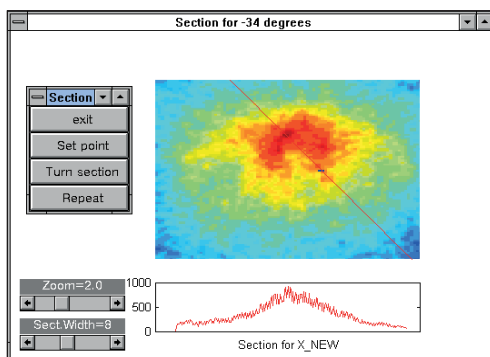 Section for -34 degrees
Section
exit
Set point
Turn section
Repeat
Zoom=2.0
Sect.Width=8
1000
500
0
Section for X_NEW